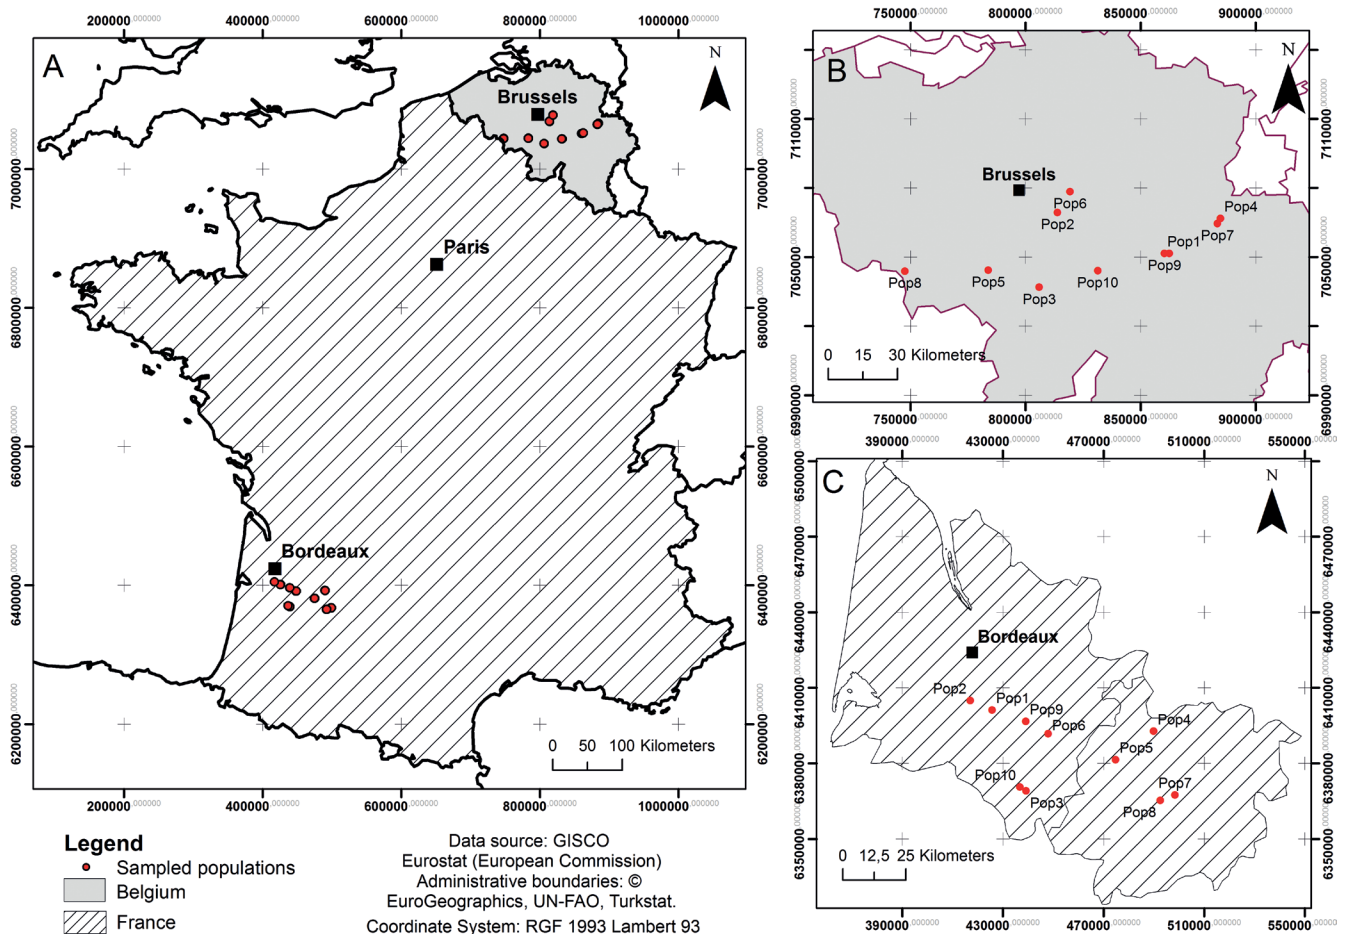 200000.000000 400000.000000 600000.000000 800000.000000 1000000.000000
A
N
Brussels
Paris
Bordeaux
7000000.000000
6800000.000000
6600000.000000
6400000.000000
6200000.000000
7000000.000000
6800000.000000
6600000.000000
6400000.000000
6200000.000000
0 50 100 Kilometers
200000.000000 400000.000000 600000.000000 800000.000000 1000000.000000
750000.000000 800000.000000 850000.000000 900000.000000
B
N
Brussels
Pop6
Pop2
Pop4
Pop7
Pop1
Pop9
Pop8
Pop5
Pop10
Pop3
7110000.000000
7050000.000000
6990000.000000
7110000.000000
7050000.000000
6990000.000000
0 15 30 Kilometers
750000.000000 800000.000000 850000.000000 900000.000000
390000.000000 430000.000000 470000.000000 510000.000000 550000.000000
C
N
Bordeaux
Pop2
Pop1
Pop9
Pop6
Pop4
Pop5
Pop10
Pop3
Pop7
Pop8
6500000.000000
6470000.000000
6440000.000000
6410000.000000
6380000.000000
6350000.000000
6470000.000000
6440000.000000
6410000.000000
6380000.000000
6350000.000000
0 12,5 25 Kilometers
390000.000000 430000.000000 470000.000000 510000.000000 550000.000000
Legend
Sampled populations
Belgium
France
Data source: GISCO
Eurostat (European Commission)
Administrative boundaries: ©
EuroGeographics, UN-FAO, Turkstat.
Coordinate System: RGF 1993 Lambert 93